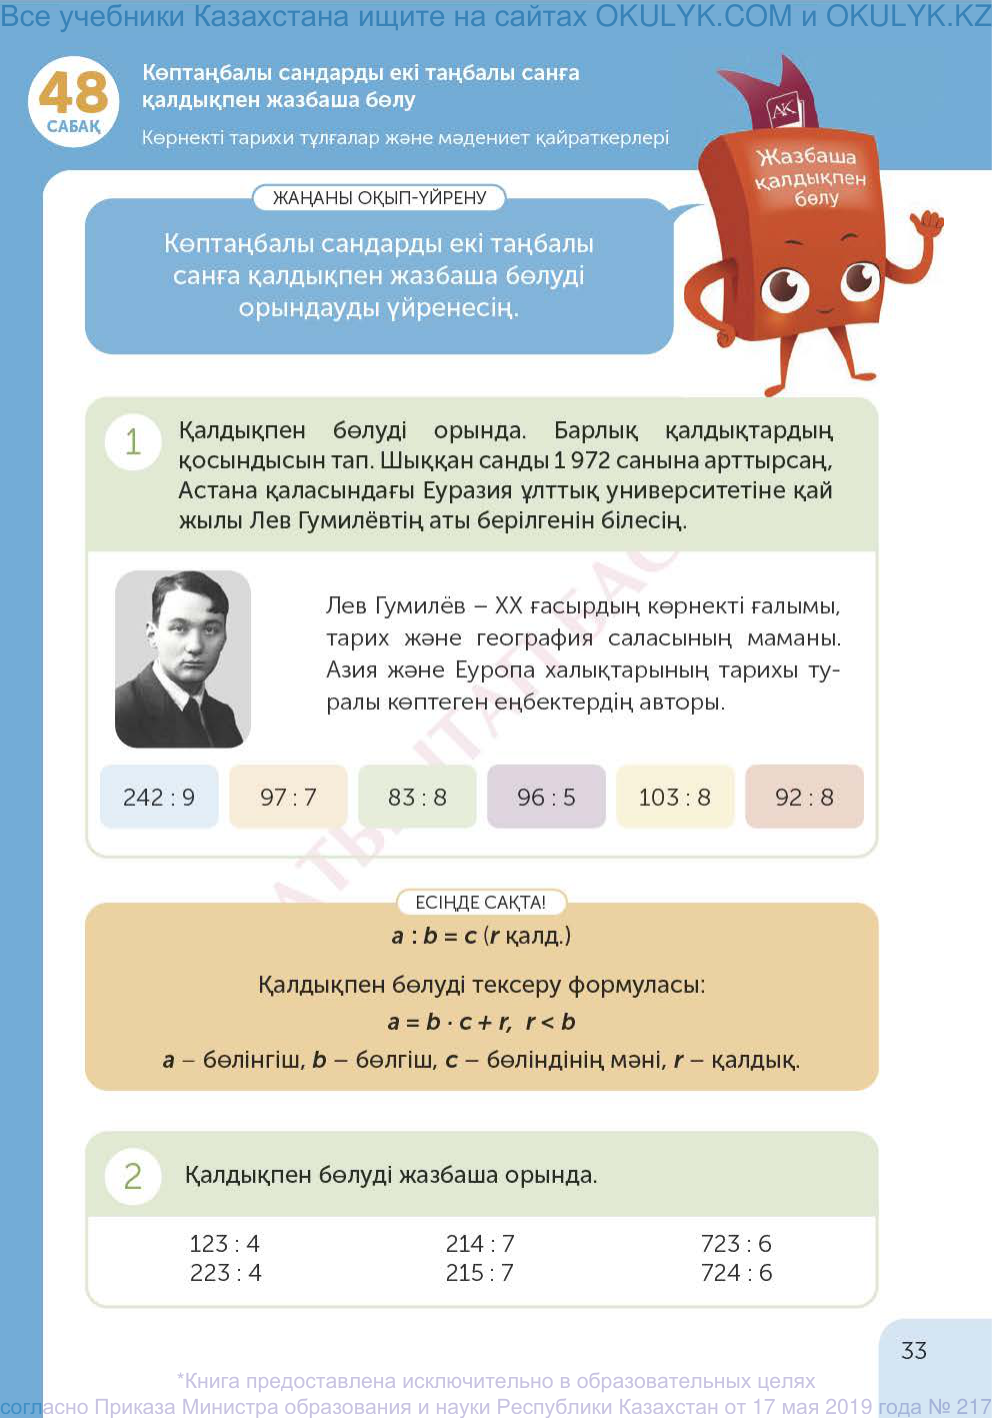 Все учебники Казахстана ищите на сайтах OKULYK.COM и OKULYK.KZ
48
САБАҚ
Көптаңбалы сандарды екі таңбалы санға
қалдықпен жазбаша бөлу
Көрнекті тарихи тұлғалар және мәдениет қайраткерлері
АК
Жазбаша
қалдықпен
бөлу
ЖАҢАНЫ ОҚЫП-ҮЙРЕНУ
Көптаңбалы сандарды екі таңбалы
санға қалдықпен жазбаша бөлуді
орындауды үйренесің.
1
Қалдықпен бөлуді орында. Барлық қалдықтардың
қосындысын тап. Шыққан санды 1 972 санына арттырсаң,
Астана қаласындағы Еуразия ұлттық университетіне қай
жылы Лев Гумилёвтің аты берілгенін білесің.
Лев Гумилёв – XX ғасырдың көрнекті ғалымы,
тарих және география саласының маманы.
Азия және Еуропа халықтарының тарихы ту-
ралы көптеген еңбектердің авторы.
242 : 9 97 : 7 83 : 8 96 : 5 103 : 8 92 : 8
ЕСІҢДЕ САҚТА!
a : b = c (r қалд.)
Қалдықпен бөлуді тексеру формуласы:
a = b · c + r, r < b
a – бөлінгіш, b – бөлгіш, c – бөліндінің мәні, r – қалдық.
2
Қалдықпен бөлуді жазбаша орында.
123 : 4 214 : 7 723 : 6
223 : 4 215 : 7 724 : 6
33
*Книга предоставлена исключительно в образовательных целях
согласно Приказа Министра образования и науки Республики Казахстан от 17 мая 2019 года № 217